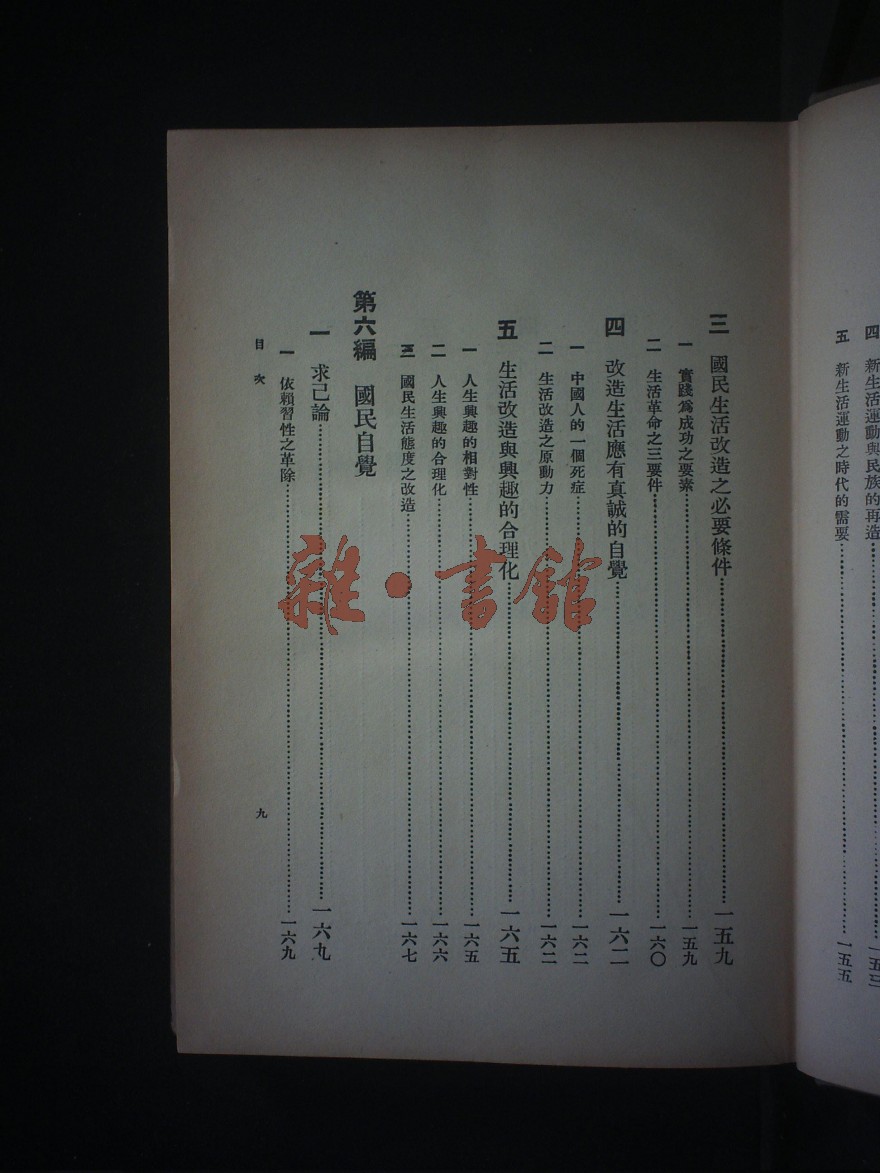 四 新生活運動與民族的再造……一五三
五 新生活運動之時代的需要……一五五
三 國民生活改造之必要條件……一五九
一 實踐爲成功之要素……一五九
二 生活革命之三要件……一六〇
四 改造生活應有真誠的自覺……一六二
一 中國人的一個死症……一六二
二 生活改造之原動力……一六二
五 生活改造與興趣的合理化……一六五
一 人生興趣的相對性……一六五
二 人生興趣的合理化……一六六
三 國民生活態度之改造……一六七
第六編 國民自覺
一 求己論……一六九
一 依賴習性之革除……一六九
目次
九
雜·書館